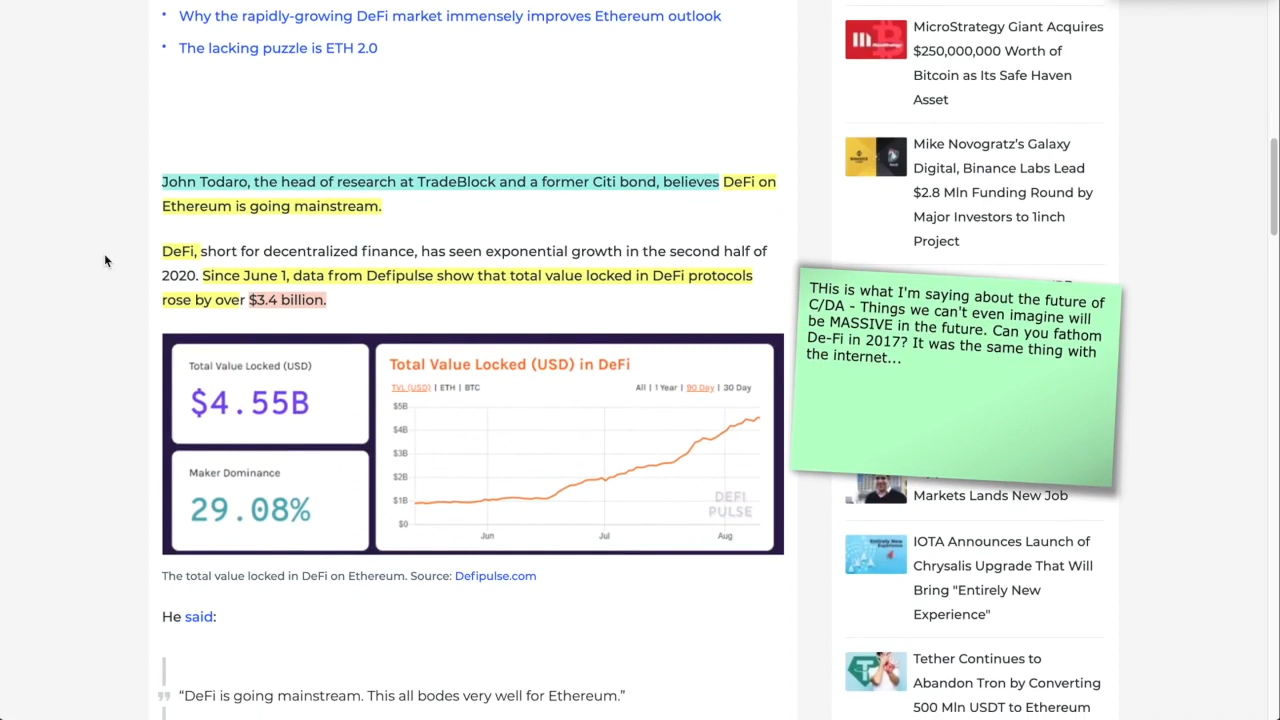 Why the rapidly-growing DeFi market immensely improves Ethereum outlook
The lacking puzzle is ETH 2.0
John Todaro, the head of research at TradeBlock and a former Citi bond, believes DeFi on
Ethereum is going mainstream.
DeFi, short for decentralized finance, has seen exponential growth in the second half of
2020. Since June 1, data from Defipulse show that total value locked in DeFi protocols
rose by over $3.4 billion.
Total Value Locked (USD)
$4.55B
Maker Dominance
29.08%
Total Value Locked (USD) in DeFi
TVL (USD) | ETH | BTC
All | 1 Year | 90 Day | 30 Day
$5B
$4B
$3B
$2B
$1B
$0
Jun
Jul
Aug
DEFI
PULSE
The total value locked in DeFi on Ethereum. Source: Defipulse.com
He said:
“DeFi is going mainstream. This all bodes very well for Ethereum.”
MicroStrategy Giant Acquires
$250,000,000 Worth of
Bitcoin as Its Safe Haven
Asset
Mike Novogratz’s Galaxy
Digital, Binance Labs Lead
$2.8 Mln Funding Round by
Major Investors to 1inch
Project
THis is what I'm saying about the future of
C/DA - Things we can't even imagine will
be MASSIVE in the future. Can you fathom
De-Fi in 2017? It was the same thing with
the internet...
Markets Lands New Job
IOTA Announces Launch of
Chrysalis Upgrade That Will
Bring "Entirely New
Experience"
Tether Continues to
Abandon Tron by Converting
500 Mln USDT to Ethereum